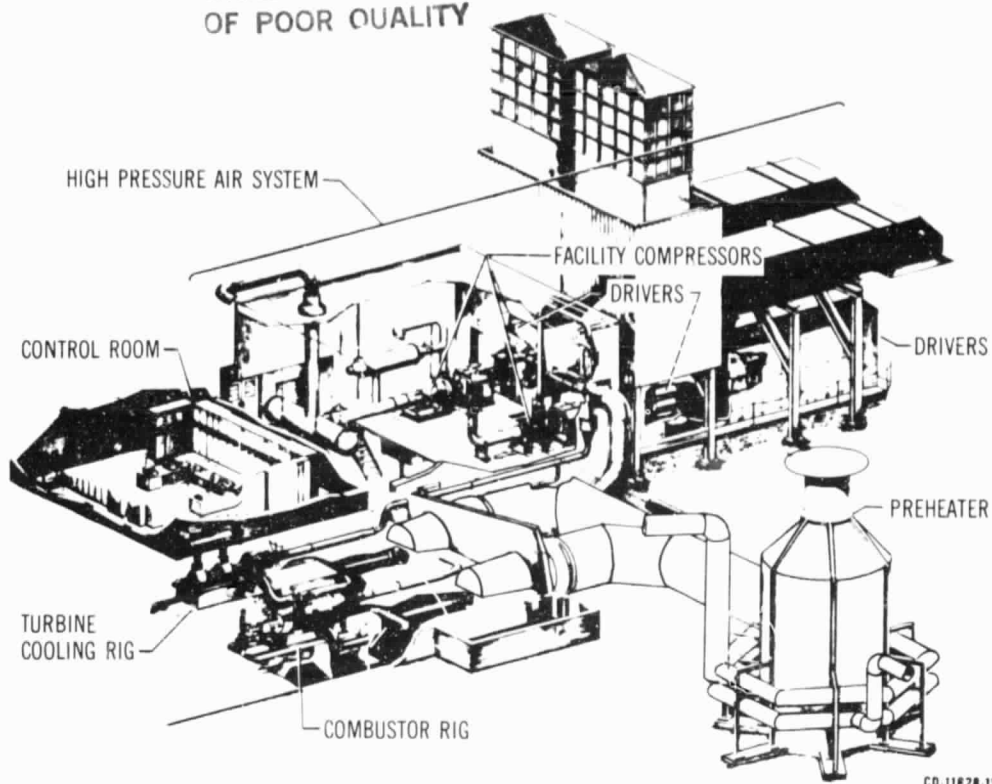 OF POOR QUALITY
HIGH PRESSURE AIR SYSTEM
FACILITY COMPRESSORS
DRIVERS
CONTROL ROOM
DRIVERS
PREHEATER
TURBINE
COOLING RIG
COMBUSTOR RIG